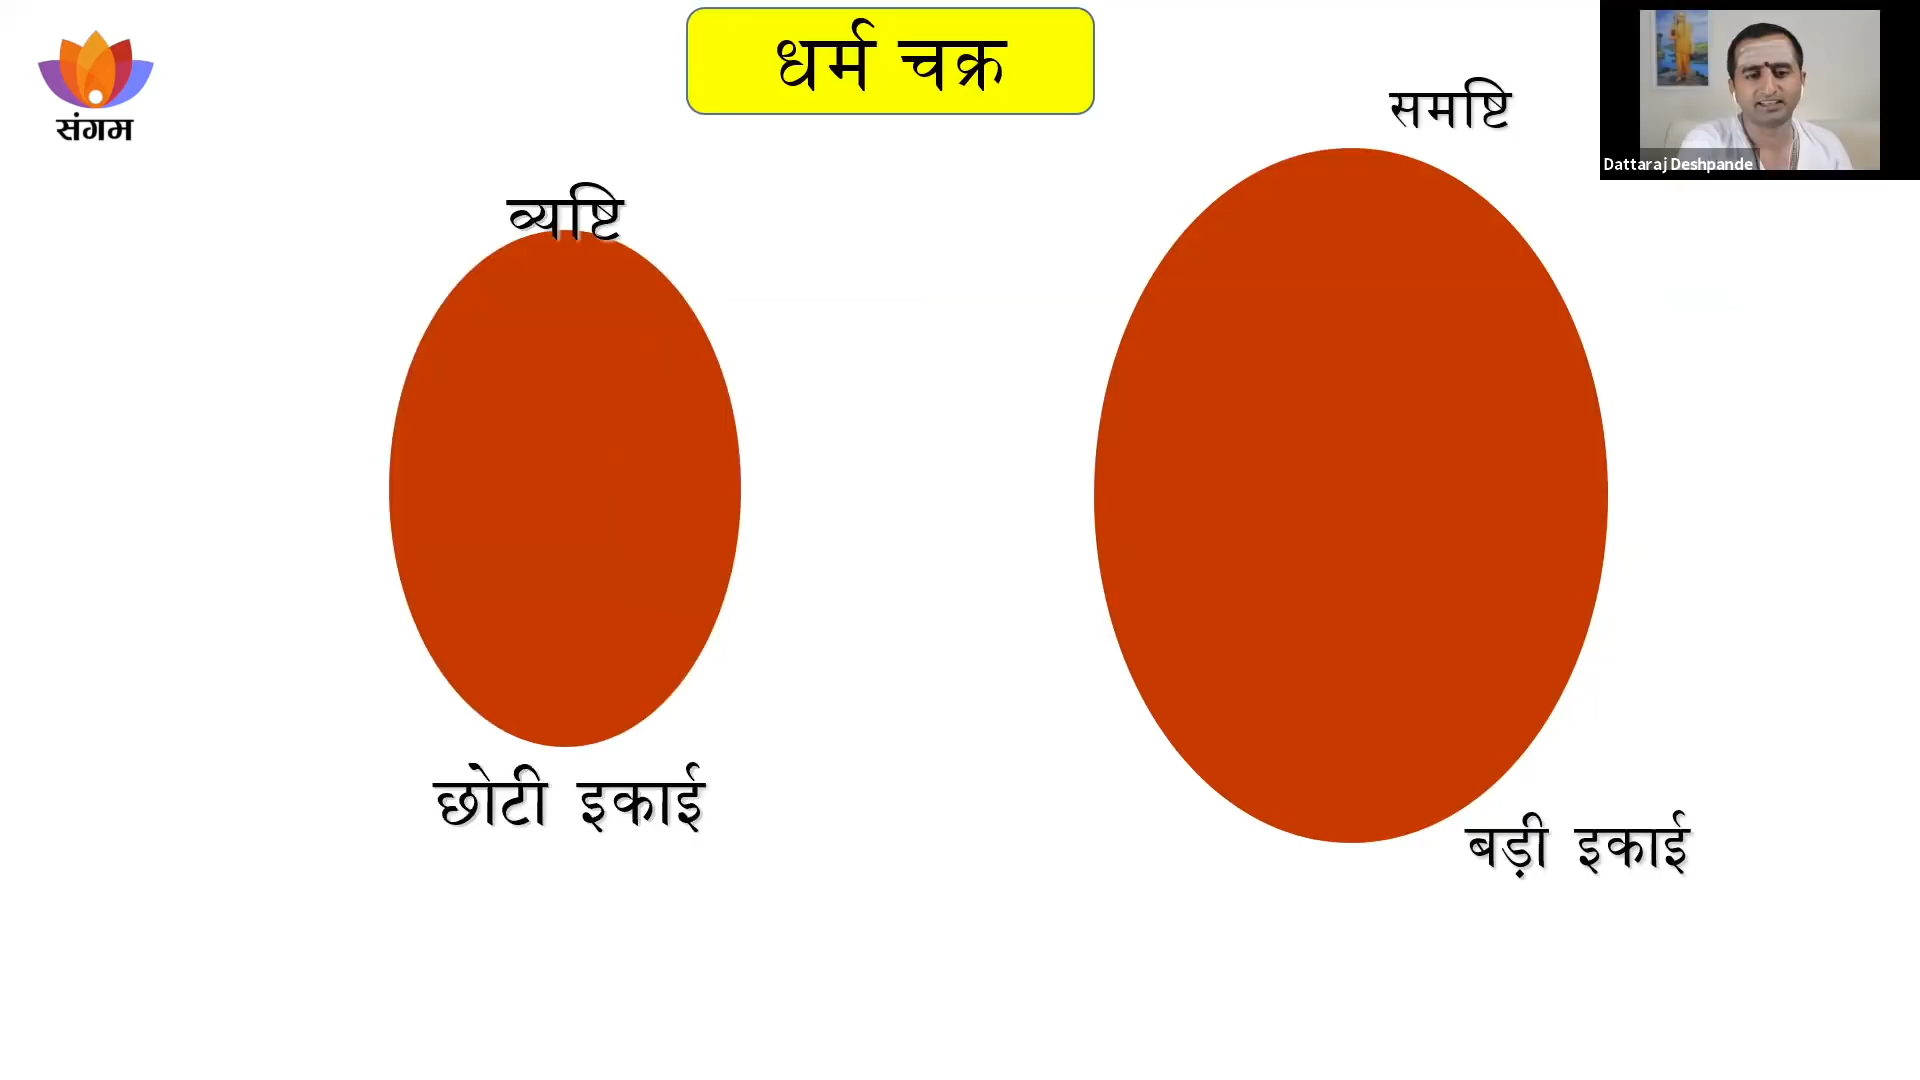 धर्म चक्र
संगम
समष्टि
Dattaraj Deshpande
व्यष्टि
छोटी इकाई
बड़ी इकाई